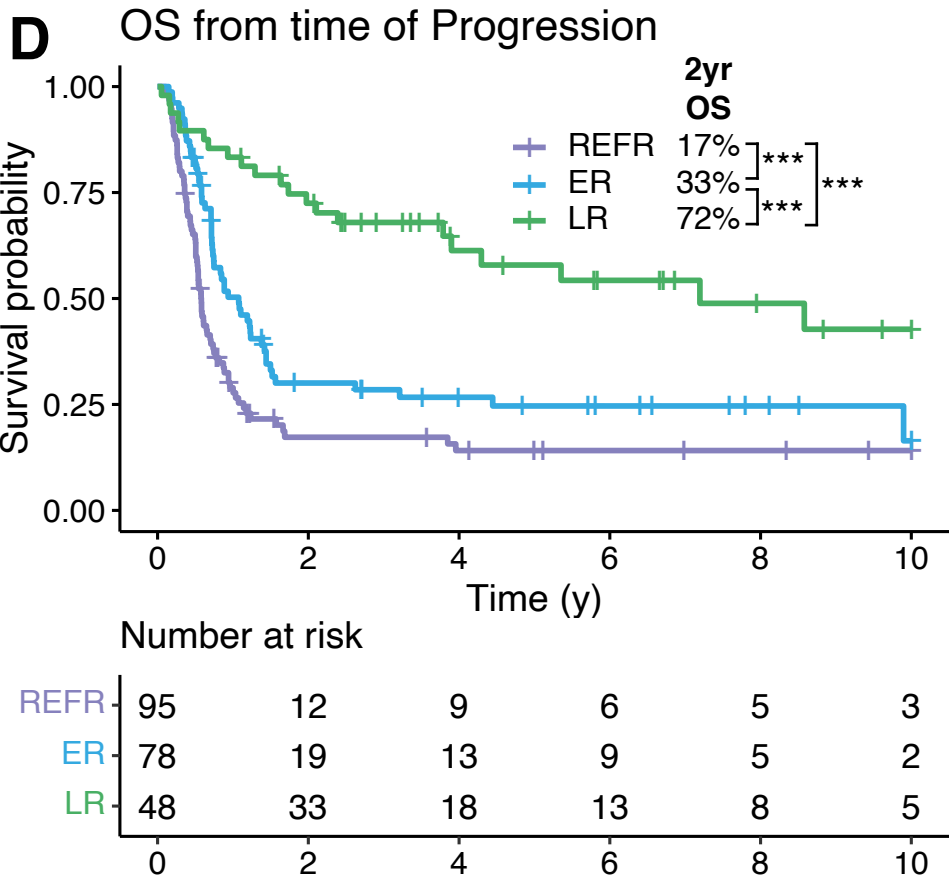 D OS from time of Progression
2yr
OS
REFR 17%
ER 33%
LR 72%
***
***
***
Survival probability
1.00
0.75
0.50
0.25
0.00
0 2 4 6 8 10
Time (y)
Number at risk
REFR 95 12 9 6 5 3
ER 78 19 13 9 5 2
LR 48 33 18 13 8 5
0 2 4 6 8 10